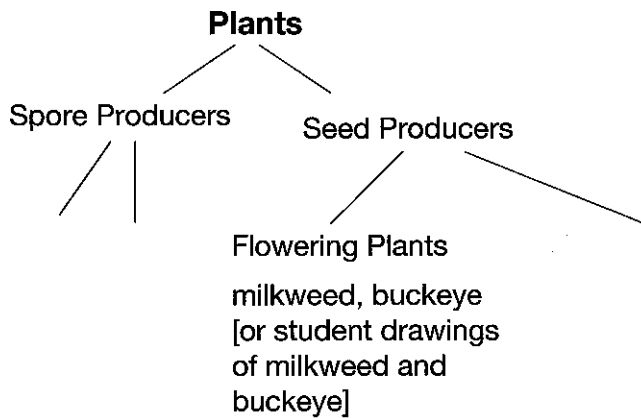 Plants
Spore Producers
Seed Producers
Flowering Plants
milkweed, buckeye
[or student drawings
of milkweed and
buckeye]